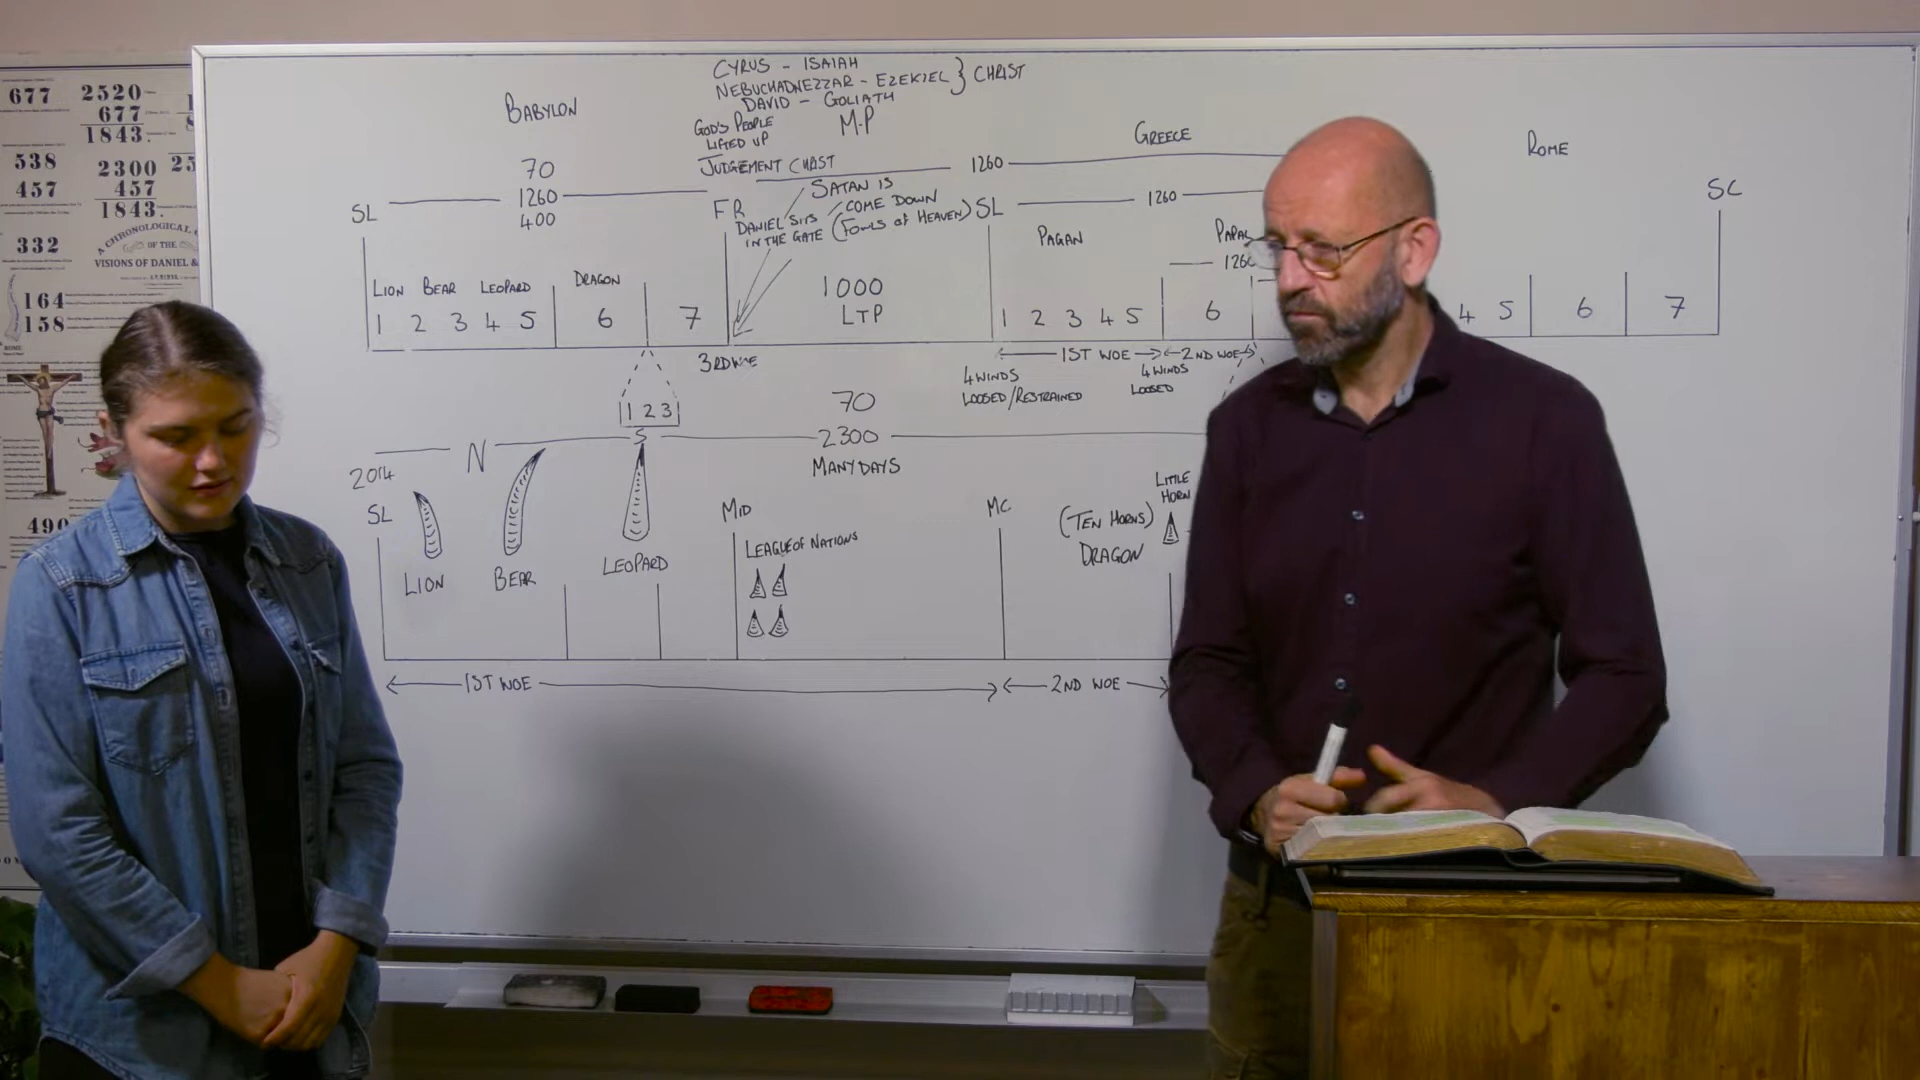 CYRUS - ISAIAH
NEBUCHADNEZZAR - EZEKIEL } CHRIST
DAVID - GOLIATH
M.P
GOD'S PEOPLE
LIFTED UP
JUDGEMENT
BABYLON
GREECE
ROME
70
1260
400
1260
1260
SL
FR
SL
SC
SATAN IS
COME DOWN
(FOWLS OF HEAVEN)
DANIEL SITS
IN THE GATE
PAGAN
PAPAL
LION BEAR LEOPARD DRAGON
1 2 3 4 5 6 7
1000
LTP
1 2 3 4 5 6
4 5 6 7
3RD WOE
1ST WOE 2ND WOE
4 WINDS
LOOSED/RESTRAINED
4 WINDS
LOOSED
1 2 3
70
N S 2300
MANY DAYS
2014
SL
MID
MC
LEAGUE OF NATIONS
(TEN HORNS)
DRAGON
LITTLE
HORN
LION BEAR LEOPARD
1ST WOE 2ND WOE
677
2520
677
1843.
538
457
2300
457
1843.
332
A CHRONOLOGICAL
OF THE
VISIONS OF DANIEL &
164
158
490